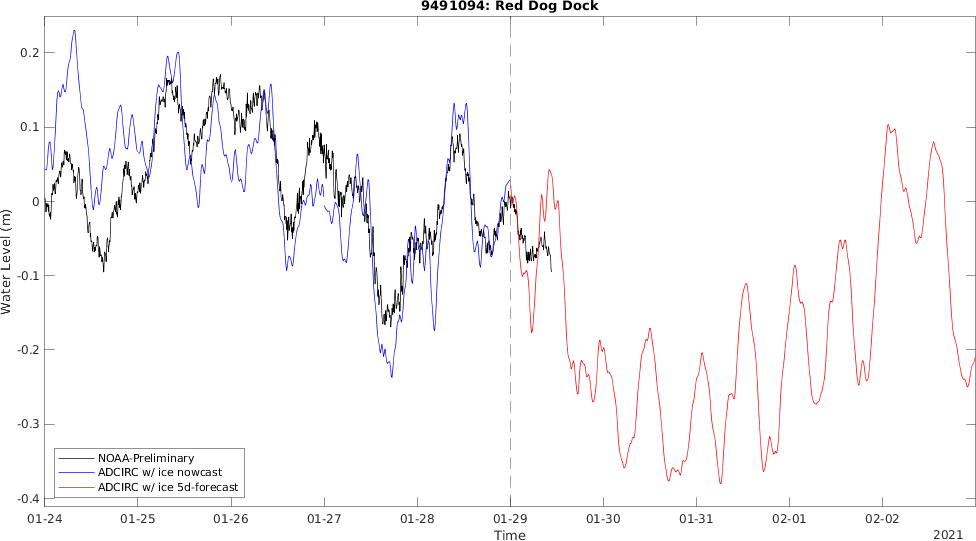 9491094: Red Dog Dock
0.2
0.1
0
-0.1
-0.2
-0.3
-0.4
Water Level (m)
NOAA-Preliminary
ADCIRC w/ ice nowcast
ADCIRC w/ ice 5d-forecast
01-24 01-25 01-26 01-27 01-28 01-29 01-30 01-31 02-01 02-02
Time
2021